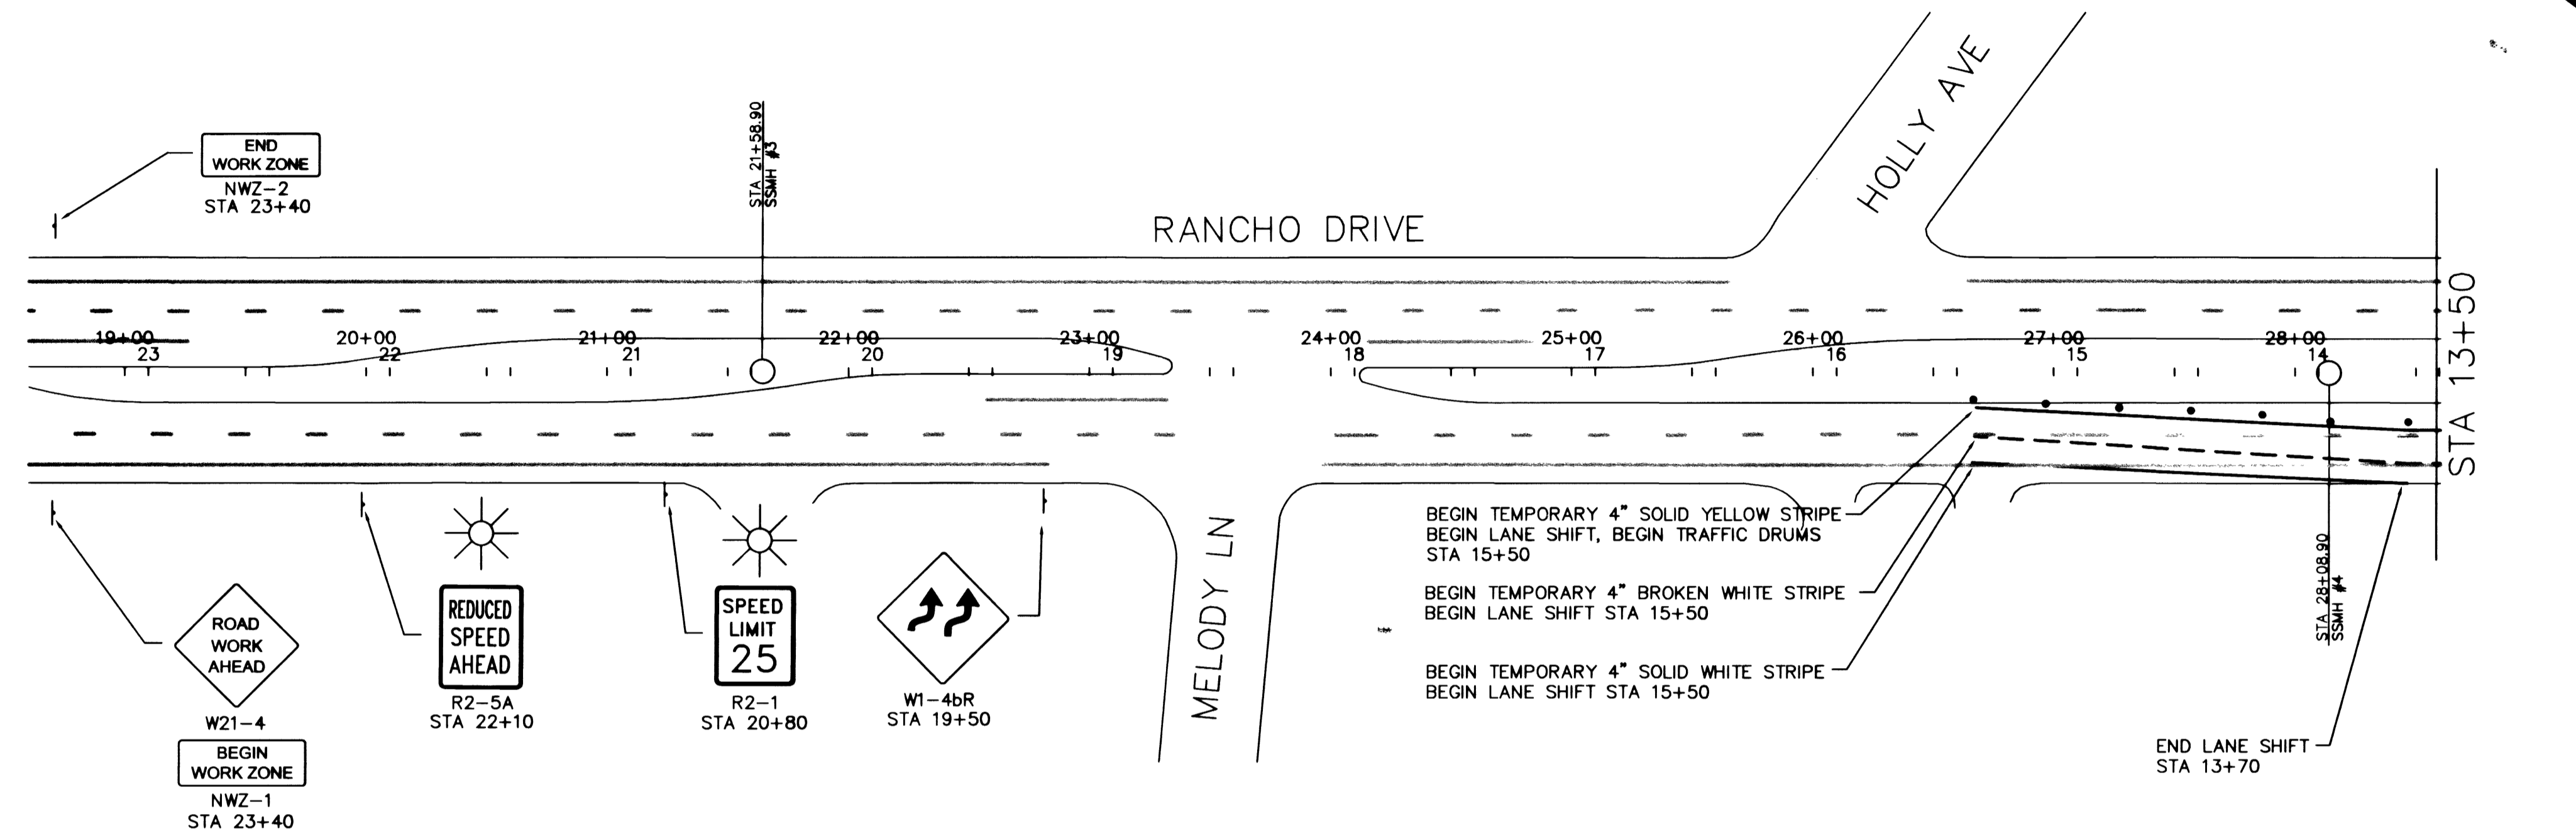 END
WORK ZONE
NWZ-2
STA 23+40
STA 21+58.90
SSMH #3
RANCHO DRIVE
HOLLY AVE
19+00 20+00 21+00 22+00 23+00 24+00 25+00 26+00 27+00 28+00
23 22 21 20 19 18 17 16 15 14
STA 13+50
ROAD
WORK
AHEAD
W21-4
BEGIN
WORK ZONE
NWZ-1
STA 23+40
REDUCED
SPEED
AHEAD
R2-5A
STA 22+10
SPEED
LIMIT
25
R2-1
STA 20+80
W1-4bR
STA 19+50
MELODY LN
BEGIN TEMPORARY 4" SOLID YELLOW STRIPE
BEGIN LANE SHIFT, BEGIN TRAFFIC DRUMS
STA 15+50
BEGIN TEMPORARY 4" BROKEN WHITE STRIPE
BEGIN LANE SHIFT STA 15+50
BEGIN TEMPORARY 4" SOLID WHITE STRIPE
BEGIN LANE SHIFT STA 15+50
STA 28+08.90
SSMH #4
END LANE SHIFT
STA 13+70